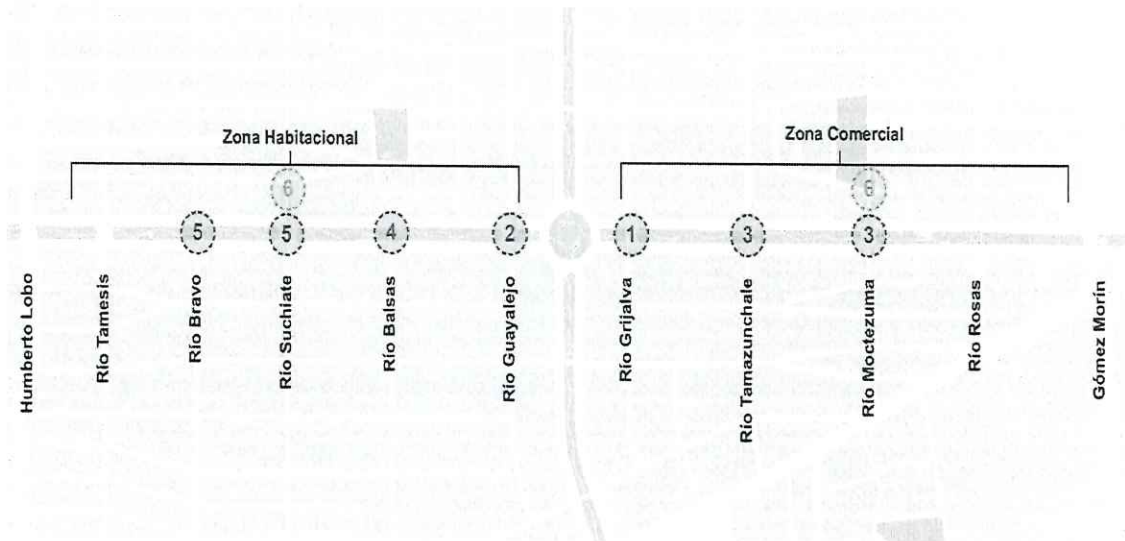 Zona Habitacional
Zona Comercial
6
6
5
5
4
2
1
3
3
Humberto Lobo
Río Tamesís
Río Bravo
Río Suchiate
Río Balsas
Río Guayalejo
Río Grijalva
Río Tamazunchale
Río Moctezuma
Río Rosas
Gómez Morín